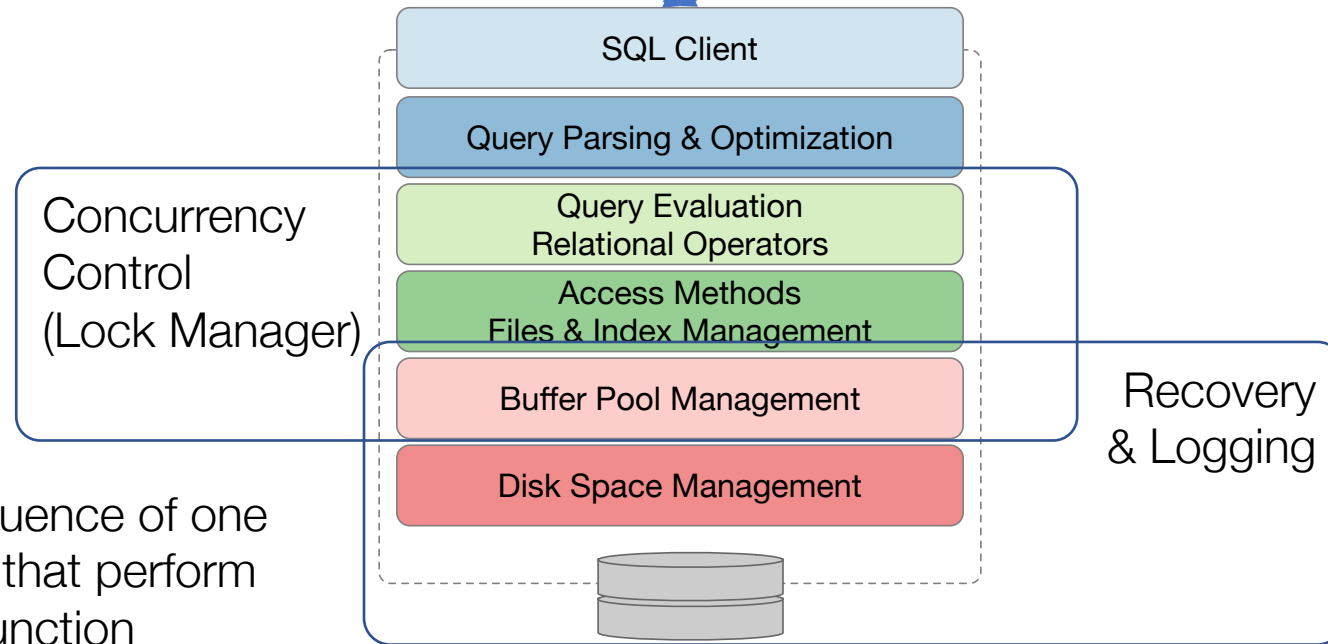 SQL Client
Query Parsing & Optimization
Concurrency
Control
(Lock Manager)
Query Evaluation
Relational Operators
Access Methods
Files & Index Management
Buffer Pool Management
Recovery
& Logging
Disk Space Management
uence of one
that perform
unction